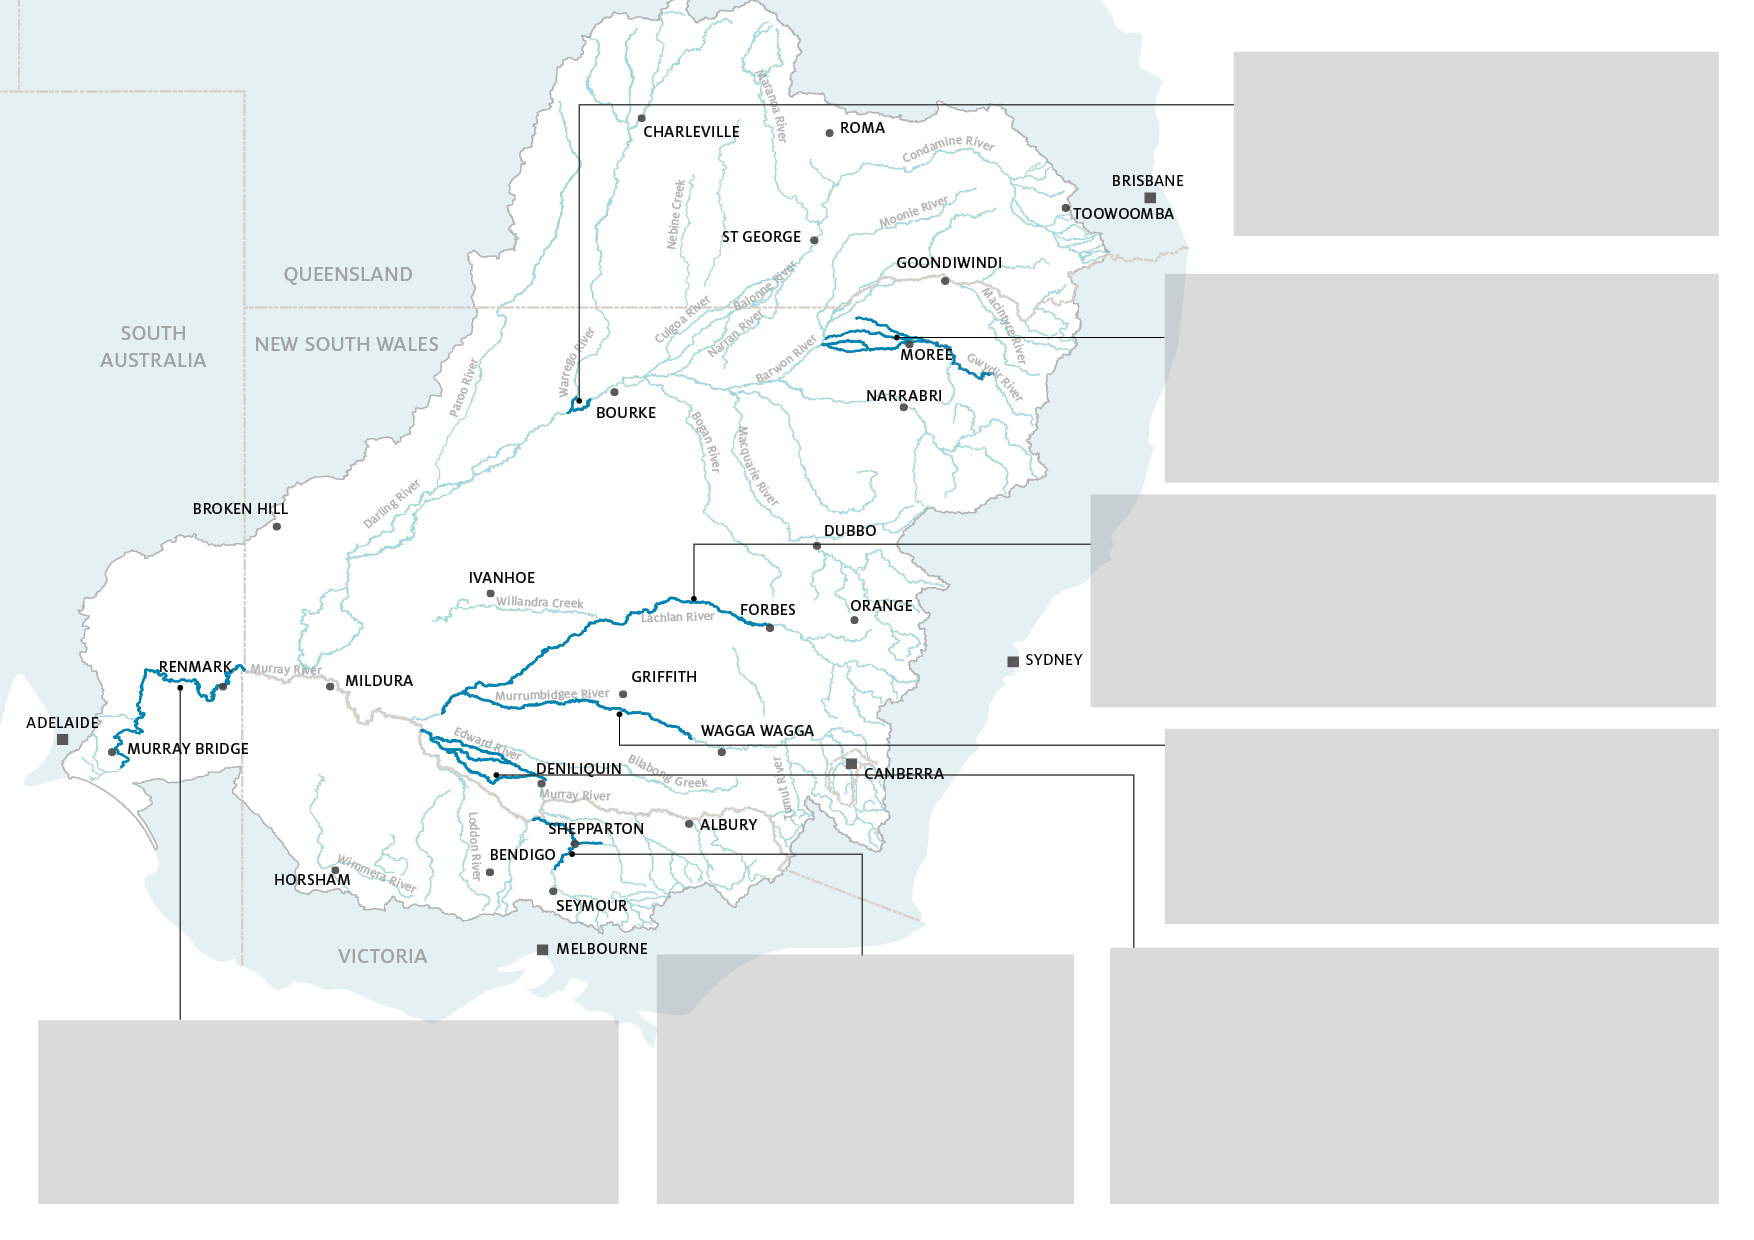 Maranoa River
CHARLEVILLE
ROMA
Condamine River
BRISBANE
TOOWOOMBA
Nebine Creek
Moonie River
ST GEORGE
GOONDIWINDI
QUEENSLAND
Balonne River
Culgoa River
Narran River
Macintyre River
SOUTH
AUSTRALIA
NEW SOUTH WALES
Warrego River
Barwon River
MOREE
Gwydir River
Paroo River
NARRABRI
BOURKE
Bogan River
Macquarie River
Darling River
BROKEN HILL
DUBBO
IVANHOE
Willandra Creek
Lachlan River
FORBES
ORANGE
SYDNEY
RENMARK
Murray River
MILDURA
GRIFFITH
Murrumbidgee River
ADELAIDE
MURRAY BRIDGE
WAGGA WAGGA
Edward River
DENILIQUIN
Bilabong Greek
Tumut River
CANBERRA
Murray River
Loddon River
SHEPPARTON
ALBURY
BENDIGO
HORSHAM
Wimmera River
SEYMOUR
VICTORIA
MELBOURNE